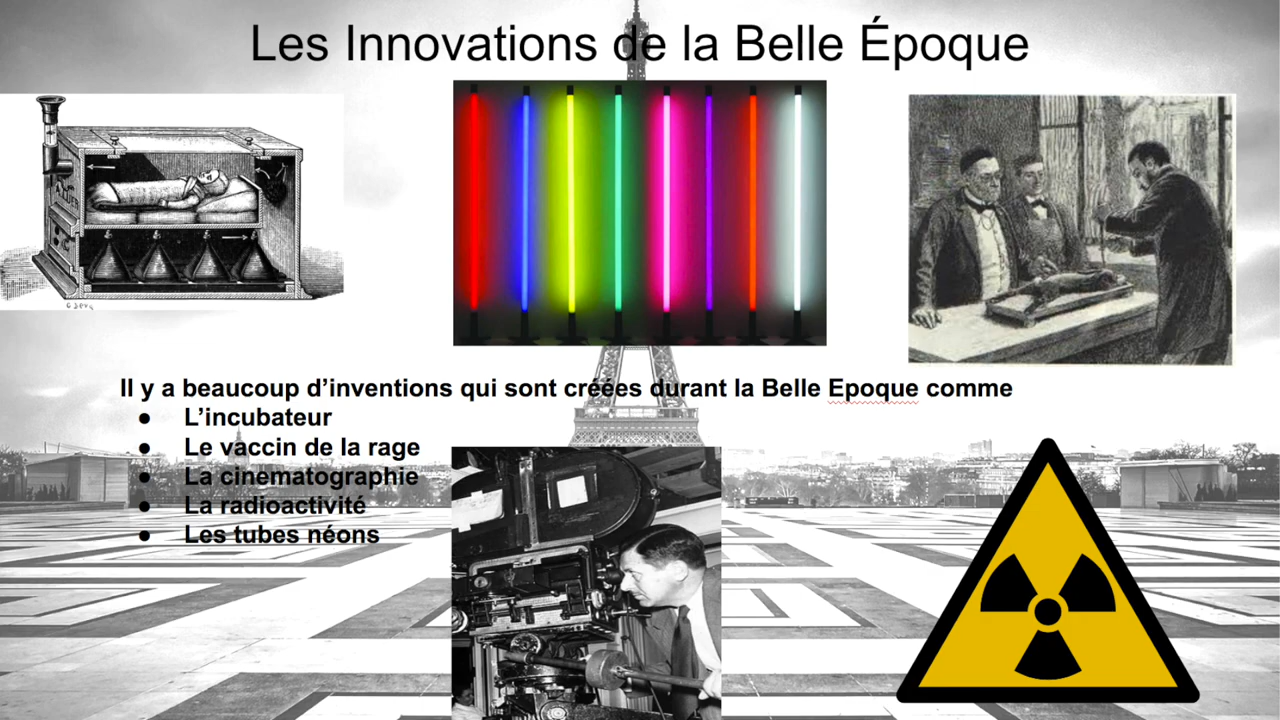 Les Innovations de la Belle Époque
Il y a beaucoup d’inventions qui sont créées durant la Belle Epoque comme
● L’incubateur
● Le vaccin de la rage
● La cinematographie
● La radioactivité
● Les tubes néons